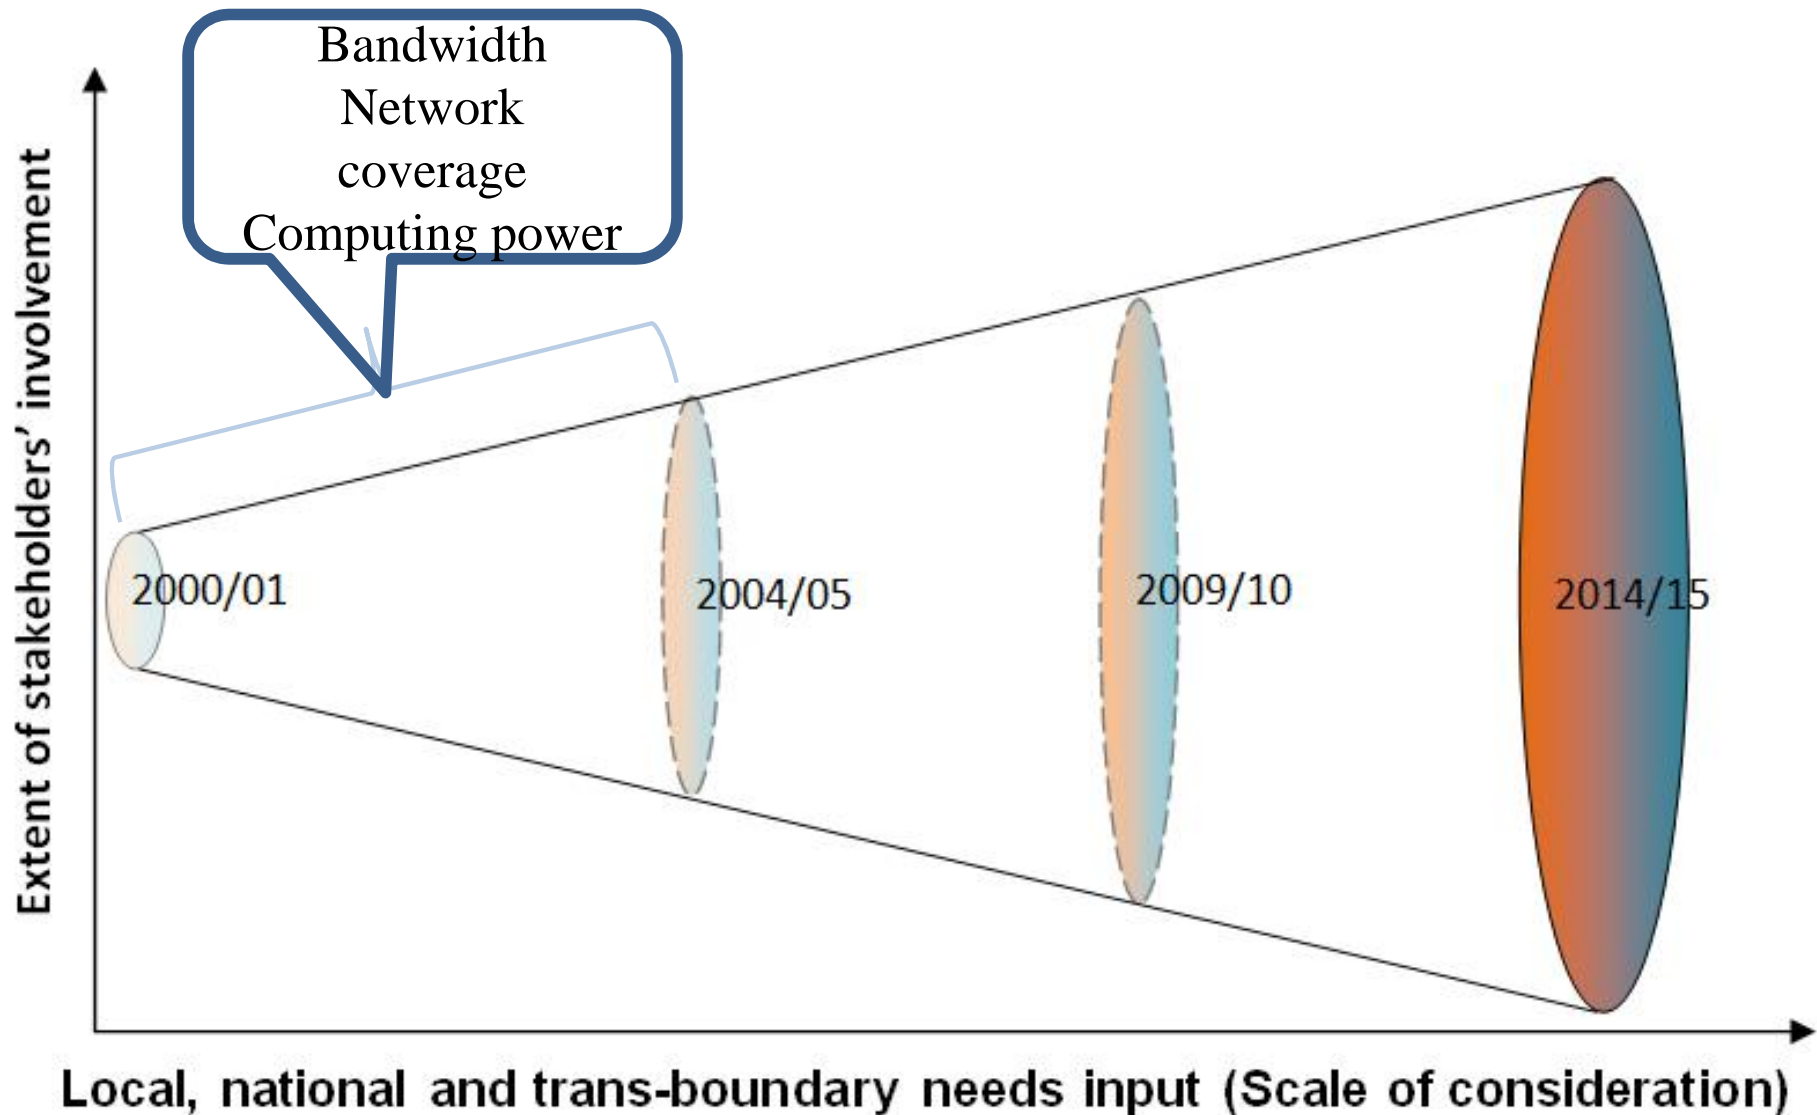 Bandwidth
Network
coverage
Computing power
Extent of stakeholders’ involvement
2000/01
2004/05
2009/10
2014/15
Local, national and trans-boundary needs input (Scale of consideration)